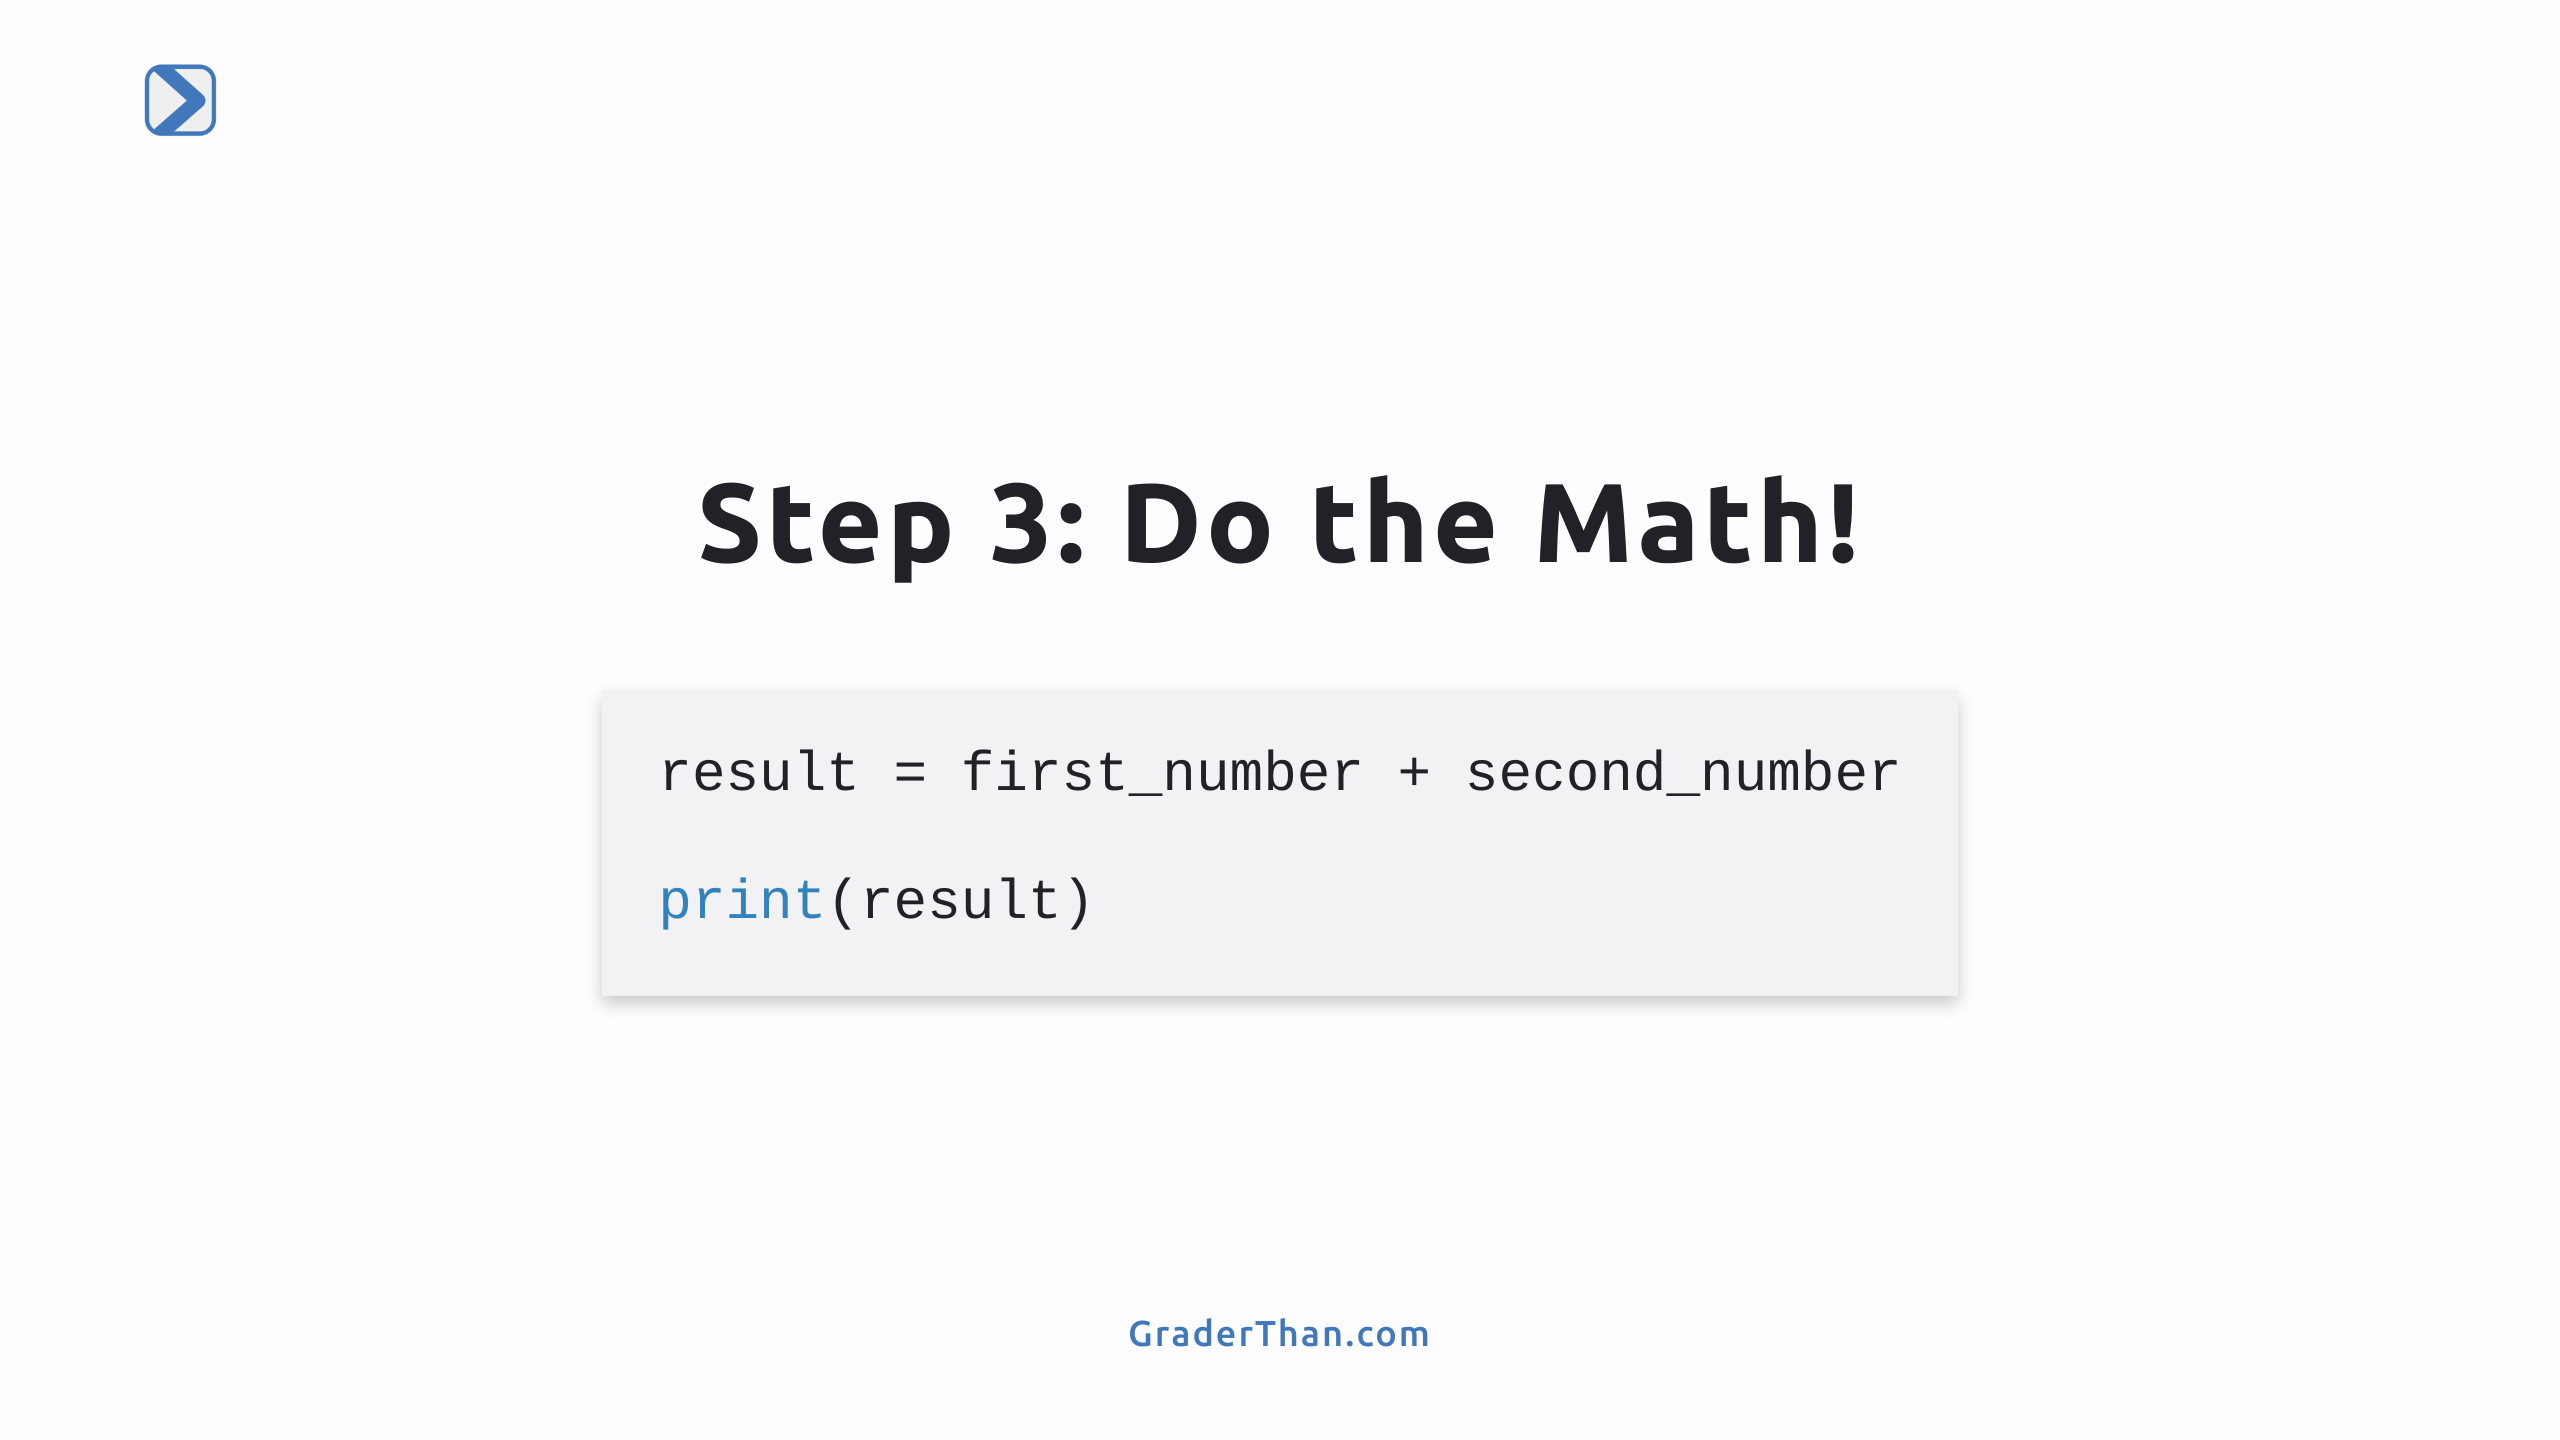 Step 3: Do the Math!
result = first_number + second_number
print(result)
GraderThan.com